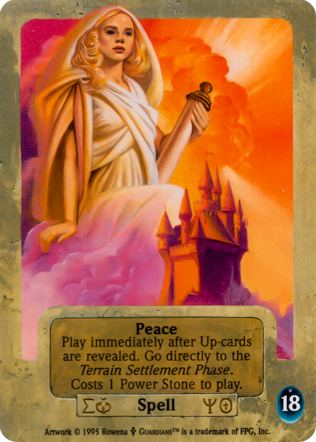 Peace
Play immediately after Up-cards
are revealed. Go directly to the
Terrain Settlement Phase.
Costs 1 Power Stone to play.
Spell
18
Artwork © 1995 Rowena GUARDIANS™ is a trademark of FPG, Inc.